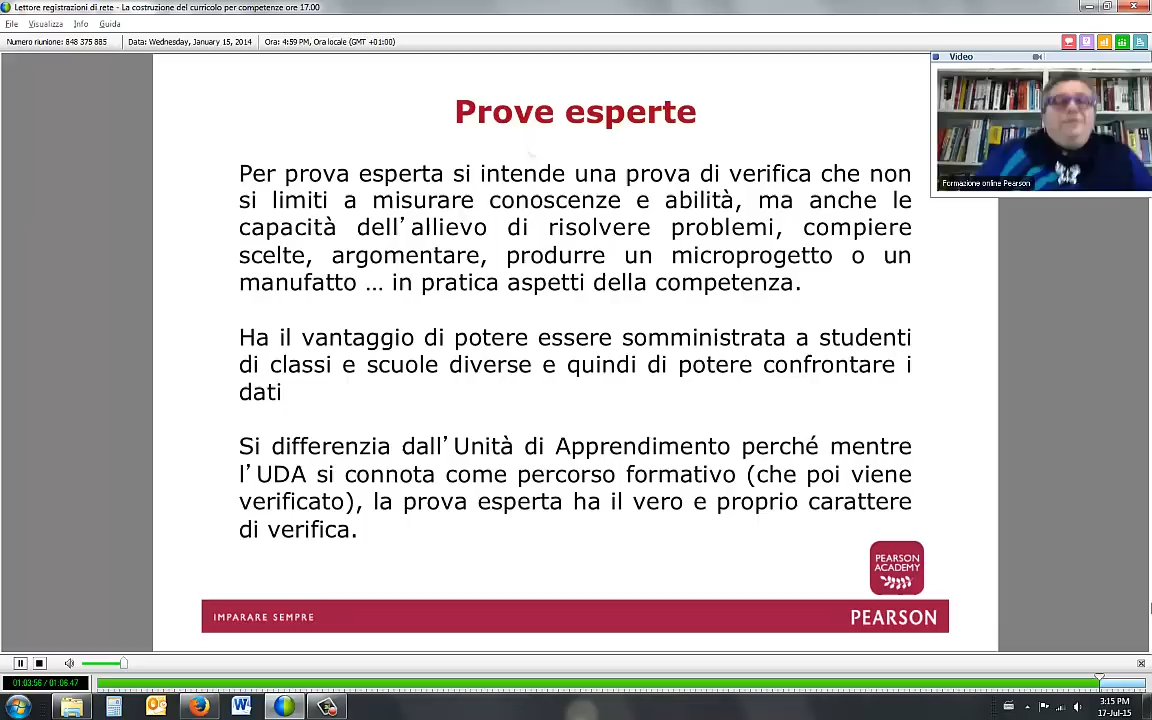 Lettore registrazioni di rete - La costruzione del curricolo per competenze ore 17.00
File Visualizza Info Guida
Numero riunione: 848 375 885 Data: Wednesday, January 15, 2014 Ora: 4:59 PM, Ora locale (GMT +01:00)
Video
Formazione online Pearson
Prove esperte
Per prova esperta si intende una prova di verifica che non
si limiti a misurare conoscenze e abilità, ma anche le
capacità dell’allievo di risolvere problemi, compiere
scelte, argomentare, produrre un microprogetto o un
manufatto … in pratica aspetti della competenza.
Ha il vantaggio di potere essere somministrata a studenti
di classi e scuole diverse e quindi di potere confrontare i
dati
Si differenzia dall’Unità di Apprendimento perché mentre
l’UDA si connota come percorso formativo (che poi viene
verificato), la prova esperta ha il vero e proprio carattere
di verifica.
PEARSON
ACADEMY
IMPARARE SEMPRE
PEARSON
01:03:56 / 01:06:47
3:15 PM
17-Jul-15